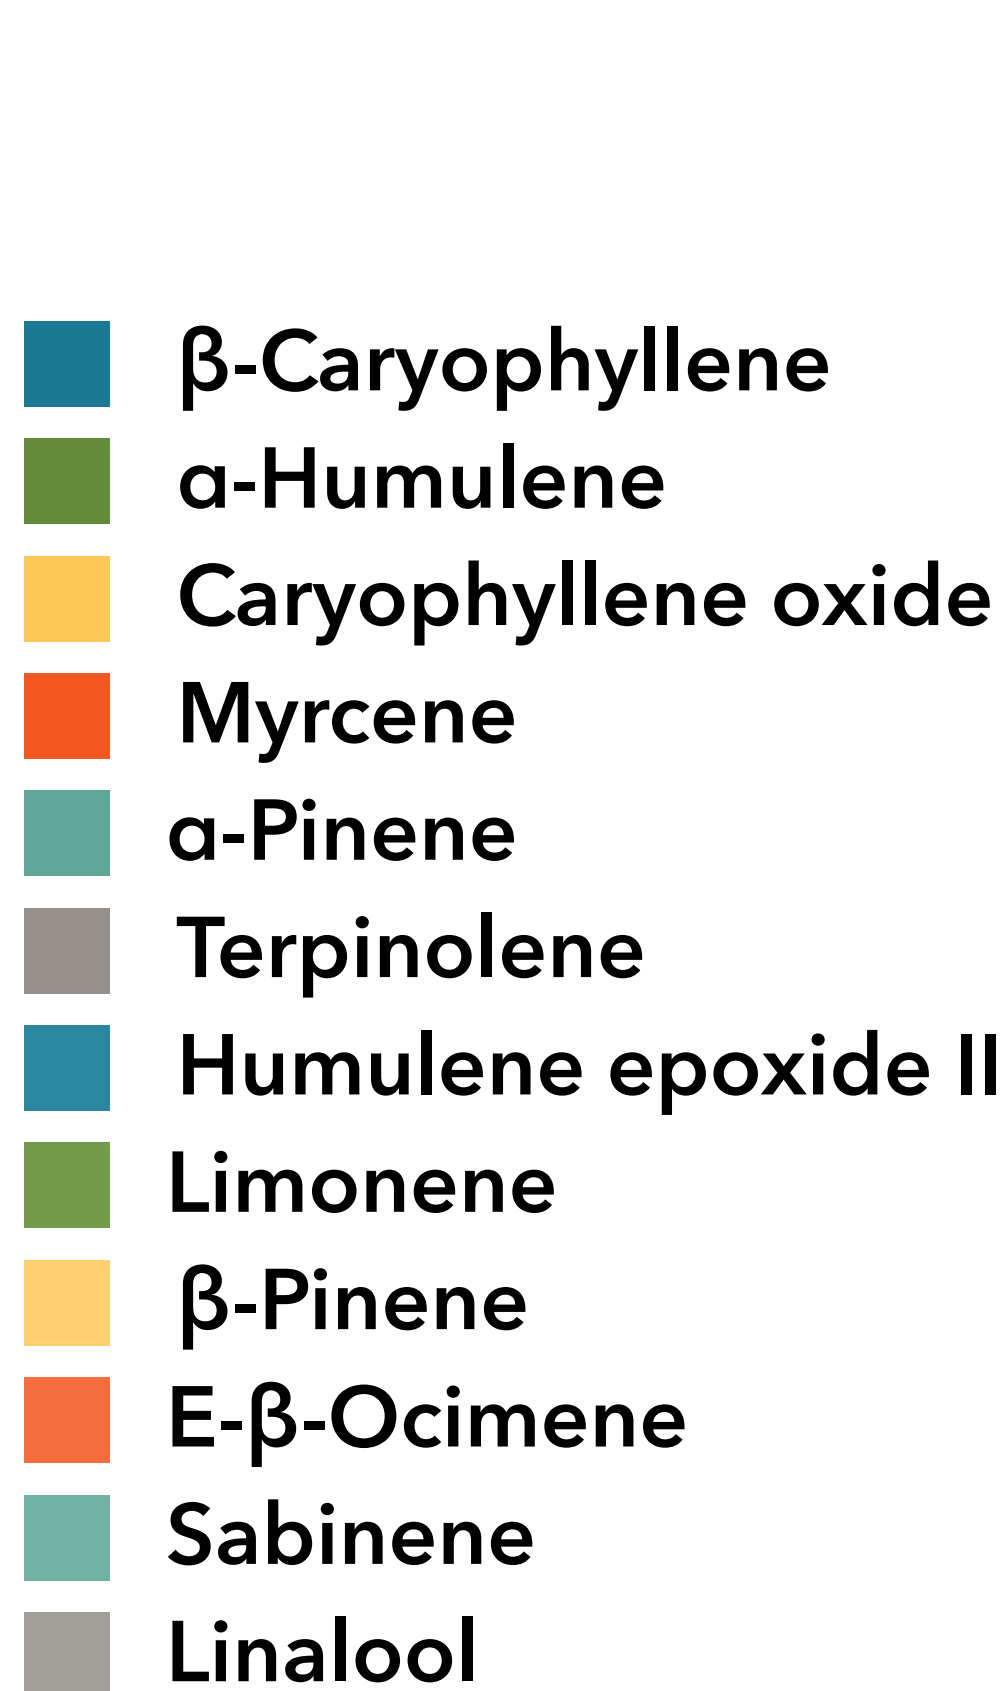 β-Caryophyllene
α-Humulene
Caryophyllene oxide
Myrcene
α-Pinene
Terpinolene
Humulene epoxide II
Limonene
β-Pinene
E-β-Ocimene
Sabinene
Linalool